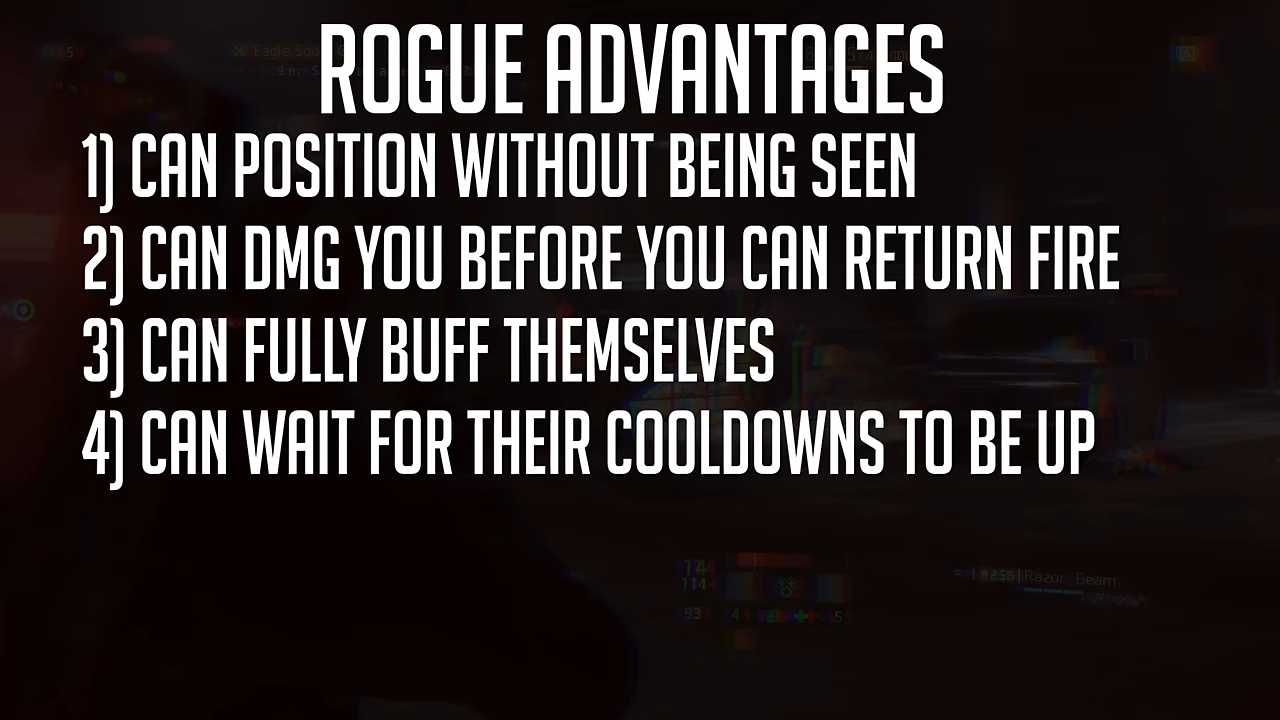 ROGUE ADVANTAGES
1) CAN POSITION WITHOUT BEING SEEN
2) CAN DMG YOU BEFORE YOU CAN RETURN FIRE
3) CAN FULLY BUFF THEMSELVES
4) CAN WAIT FOR THEIR COOLDOWNS TO BE UP
Razor_Beam